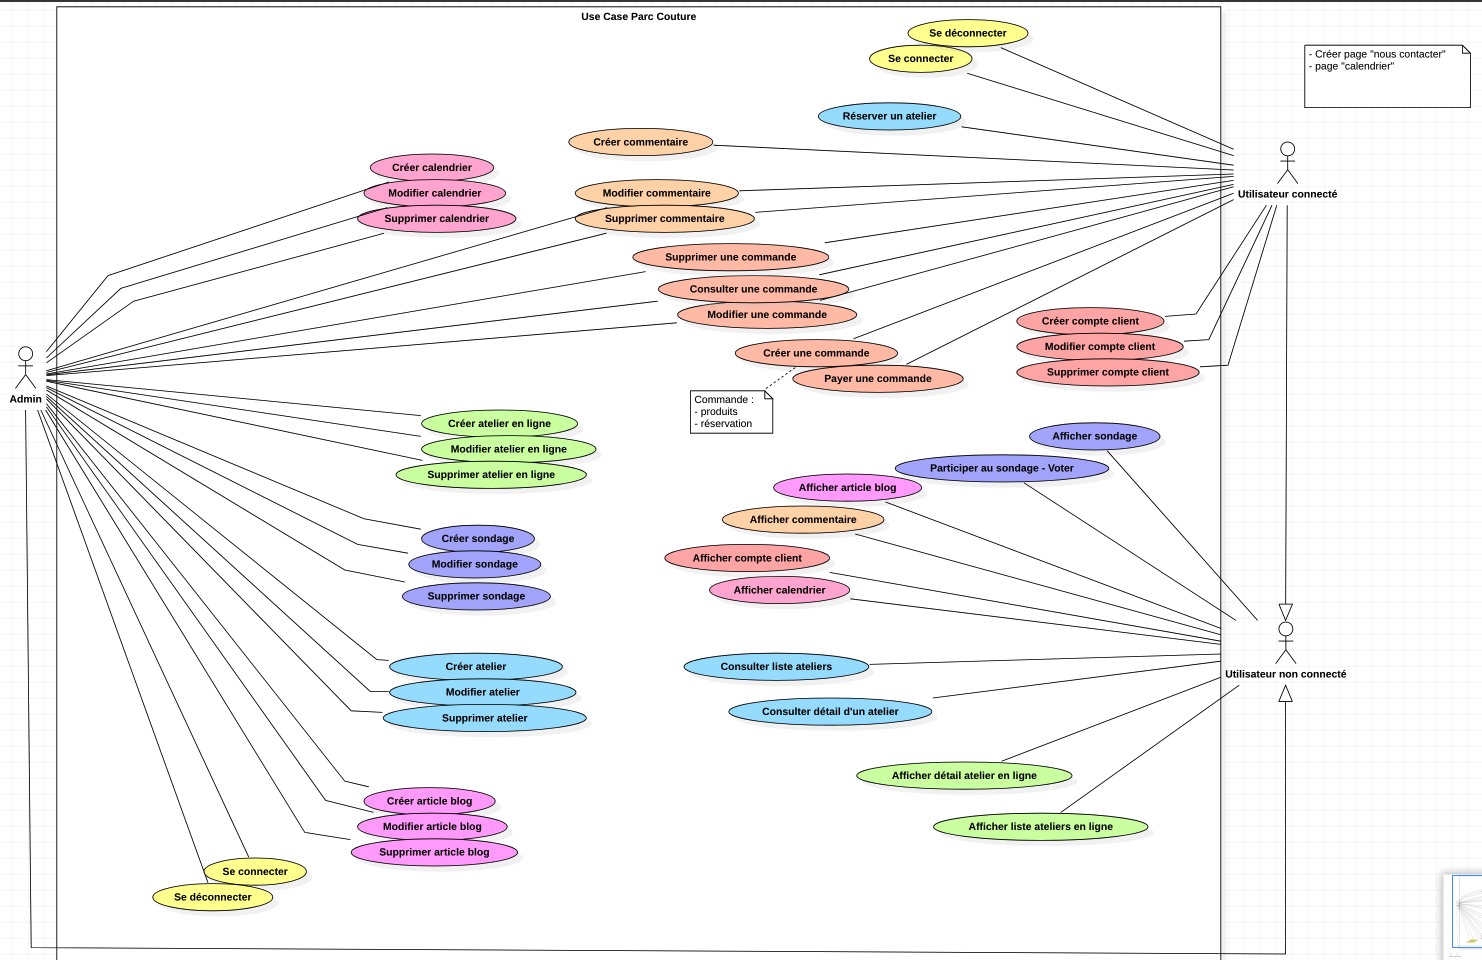 Use Case Parc Couture
Se déconnecter
Se connecter
- Créer page "nous contacter"
- page "calendrier"
Réserver un atelier
Créer commentaire
Créer calendrier
Modifier calendrier
Supprimer calendrier
Modifier commentaire
Supprimer commentaire
Utilisateur connecté
Supprimer une commande
Consulter une commande
Modifier une commande
Créer une commande
Payer une commande
Créer compte client
Modifier compte client
Supprimer compte client
Admin
Commande :
- produits
- réservation
Créer atelier en ligne
Modifier atelier en ligne
Supprimer atelier en ligne
Afficher sondage
Participer au sondage - Voter
Afficher article blog
Afficher commentaire
Afficher compte client
Afficher calendrier
Créer sondage
Modifier sondage
Supprimer sondage
Créer atelier
Modifier atelier
Supprimer atelier
Consulter liste ateliers
Consulter détail d'un atelier
Utilisateur non connecté
Afficher détail atelier en ligne
Afficher liste ateliers en ligne
Créer article blog
Modifier article blog
Supprimer article blog
Se connecter
Se déconnecter